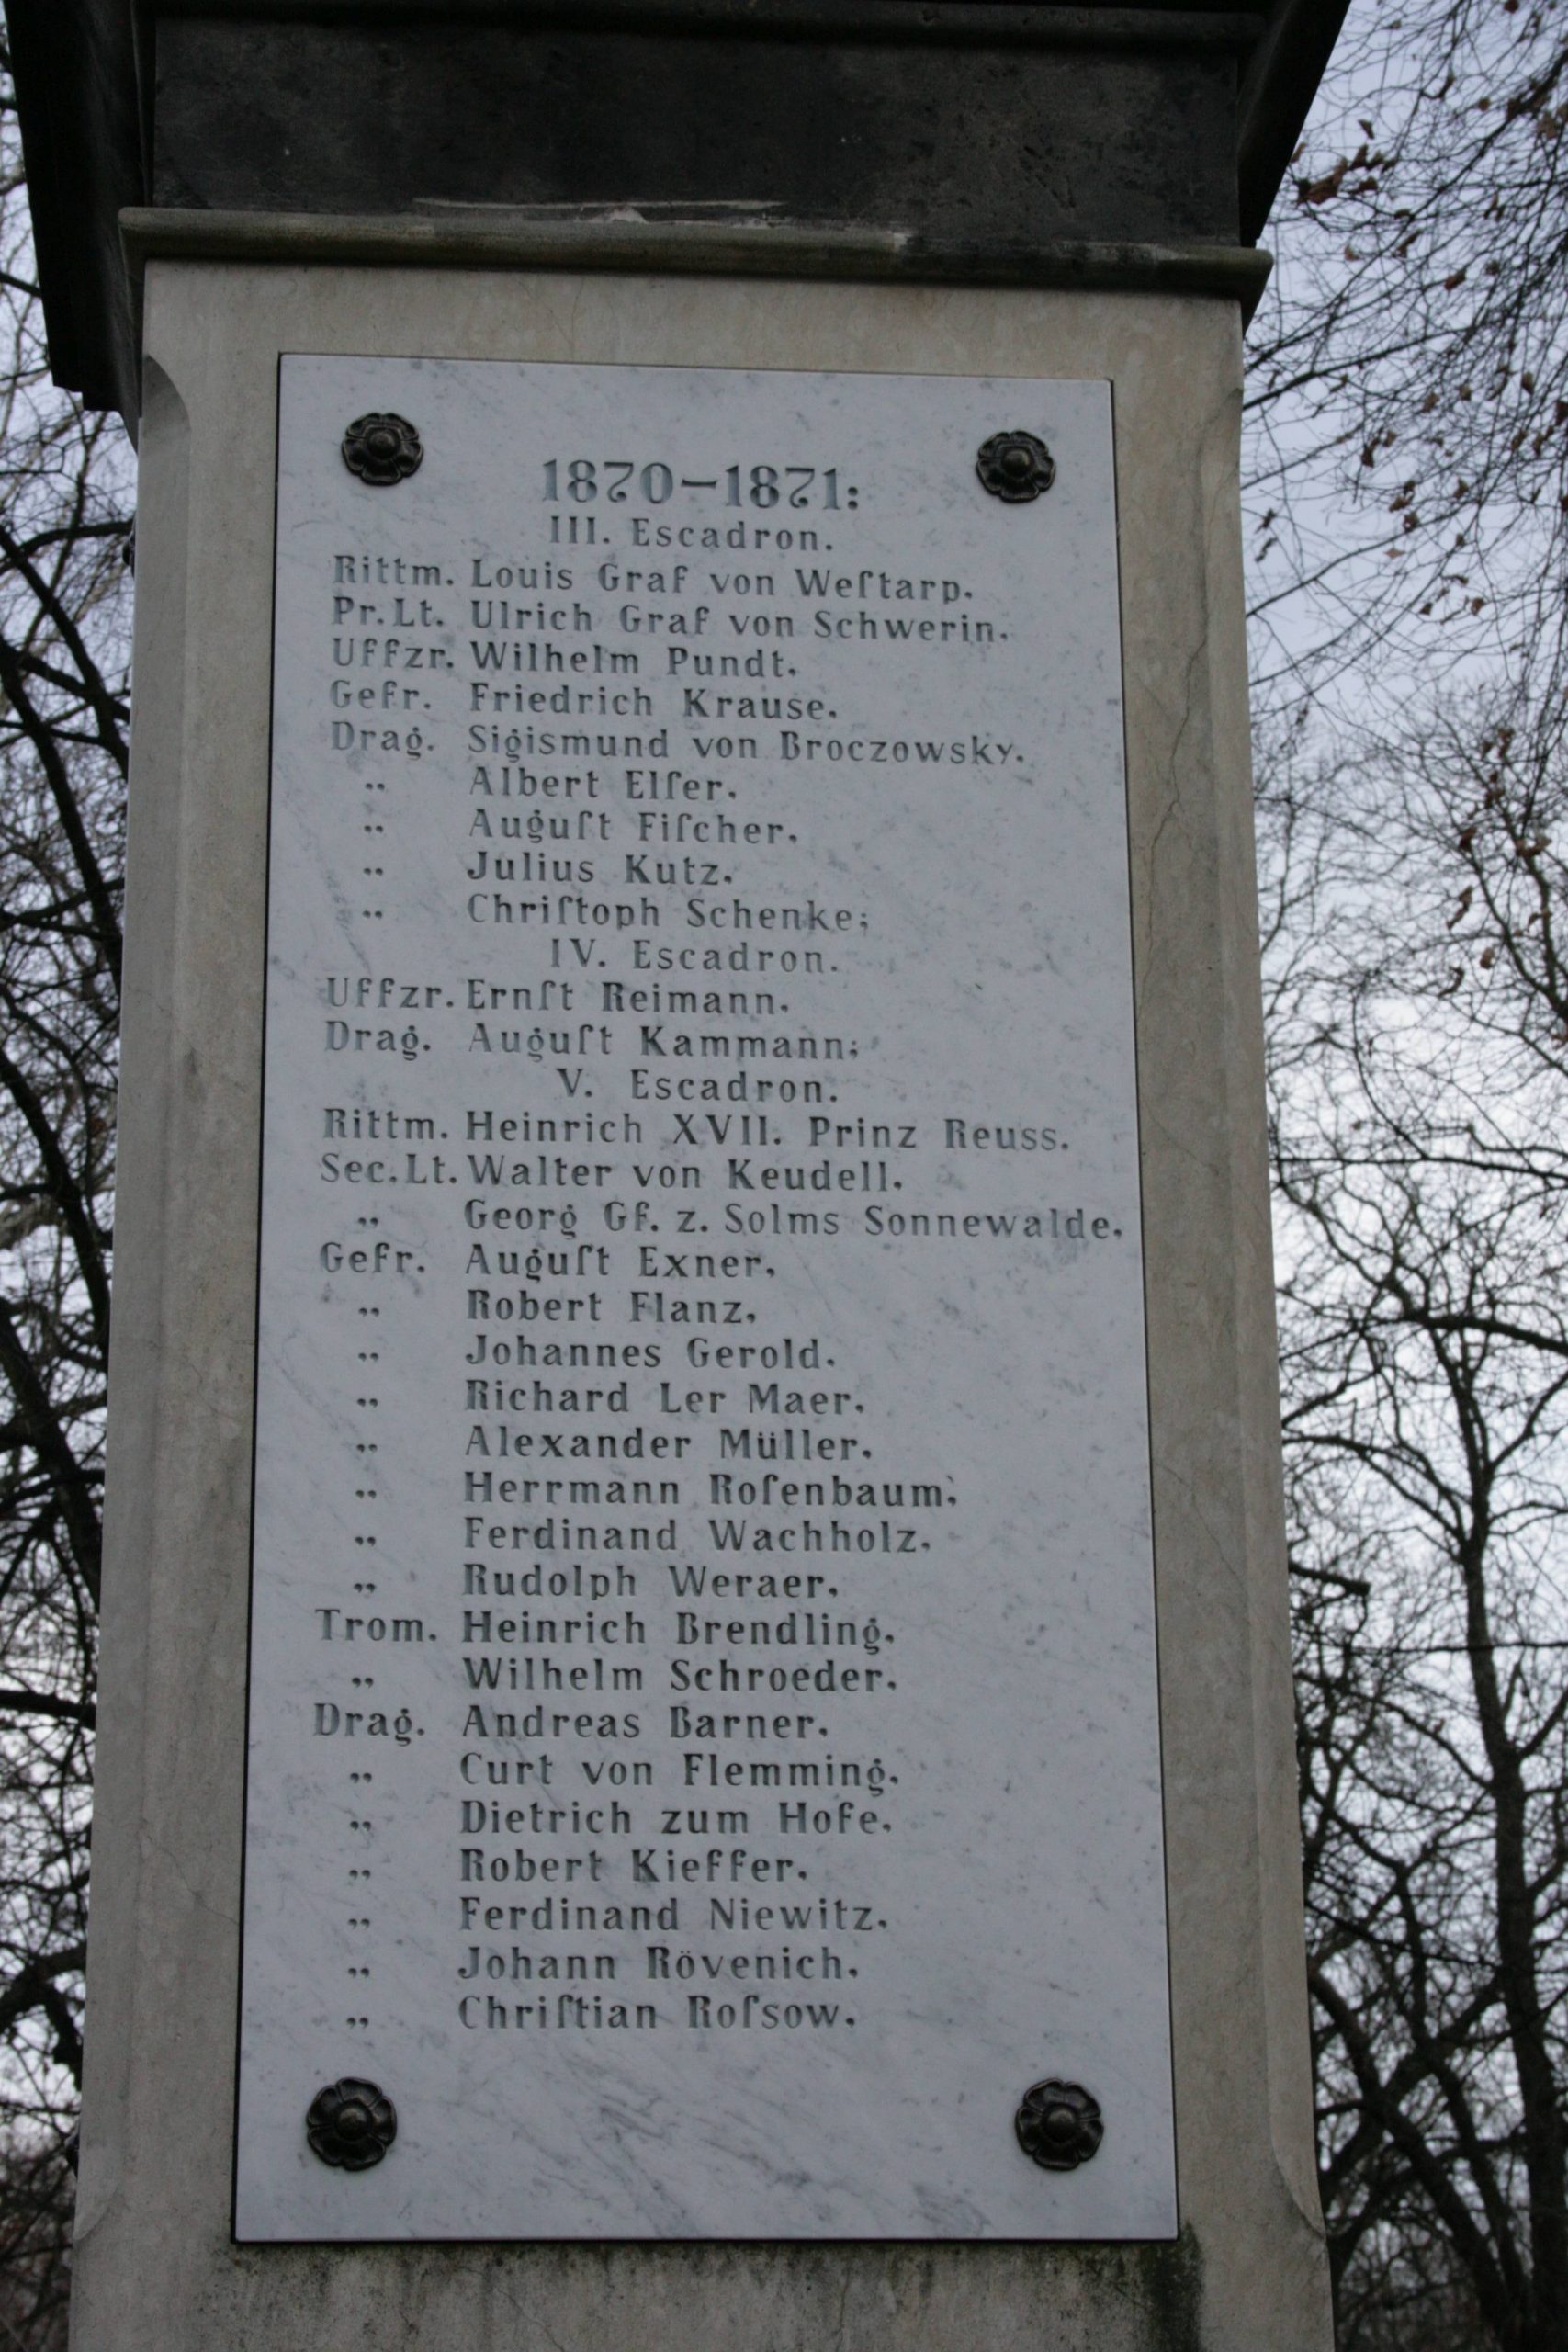 1870–1871:
III. Escadron.
Rittm. Louis Graf von Weſtarp.
Pr. Lt. Ulrich Graf von Schwerin.
Uffzr. Wilhelm Pundt.
Gefr. Friedrich Krause.
Drag. Sigismund von Broczowsky.
„ Albert Elſer.
„ Auguſt Fiſcher.
„ Julius Kutz.
„ Chriſtoph Schenke;
IV. Escadron.
Uffzr. Ernſt Reimann.
Drag. Auguſt Kammann;
V. Escadron.
Rittm. Heinrich XVII. Prinz Reuss.
Sec. Lt. Walter von Keudell.
„ Georg Gf. z. Solms Sonnewalde.
Gefr. Auguſt Exner.
„ Robert Flanz.
„ Johannes Gerold.
„ Richard Ler Maer.
„ Alexander Müller.
„ Herrmann Roſenbaum.
„ Ferdinand Wachholz.
„ Rudolph Weraer.
Trom. Heinrich Brendling.
„ Wilhelm Schroeder.
Drag. Andreas Barner.
„ Curt von Flemming.
„ Dietrich zum Hofe.
„ Robert Kieffer.
„ Ferdinand Niewitz.
„ Johann Rövenich.
„ Chriſtian Roſsow.